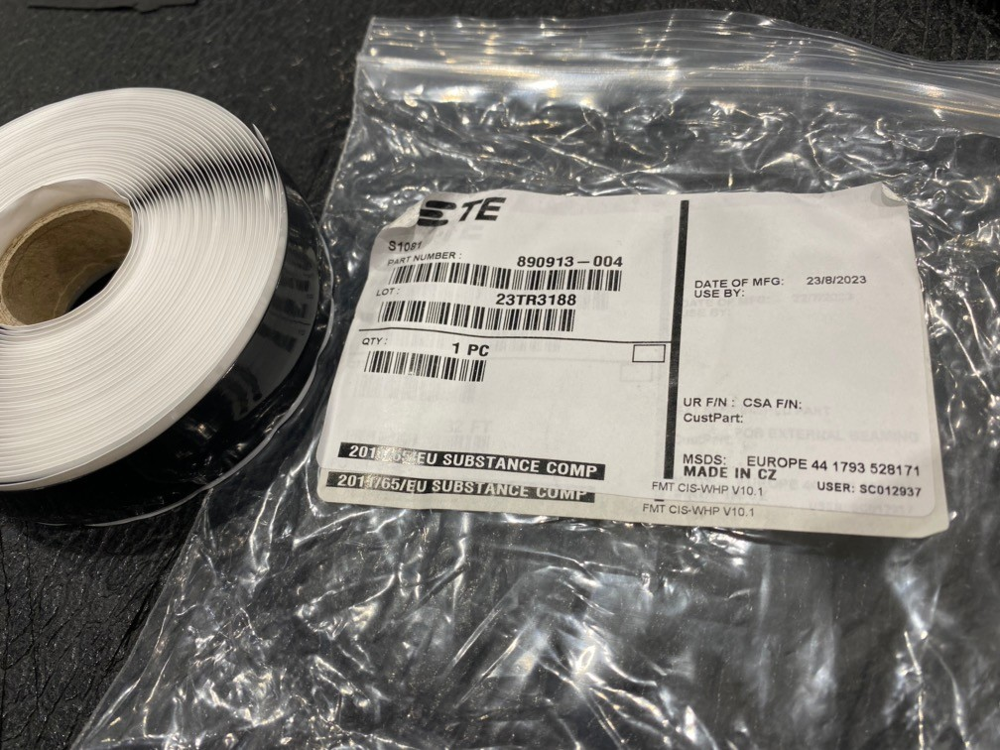 TE
S1081
PART NUMBER : 890913-004
LOT : 23TR3188
QTY : 1 PC
2011/65/EU SUBSTANCE COMP
2011/65/EU SUBSTANCE COMP
DATE OF MFG: 23/8/2023
USE BY:
UR F/N : CSA F/N:
CustPart:
MSDS: EUROPE 44 1793 528171
MADE IN CZ
FMT CIS-WHP V10.1 USER: SC012937
FMT CIS-WHP V10.1